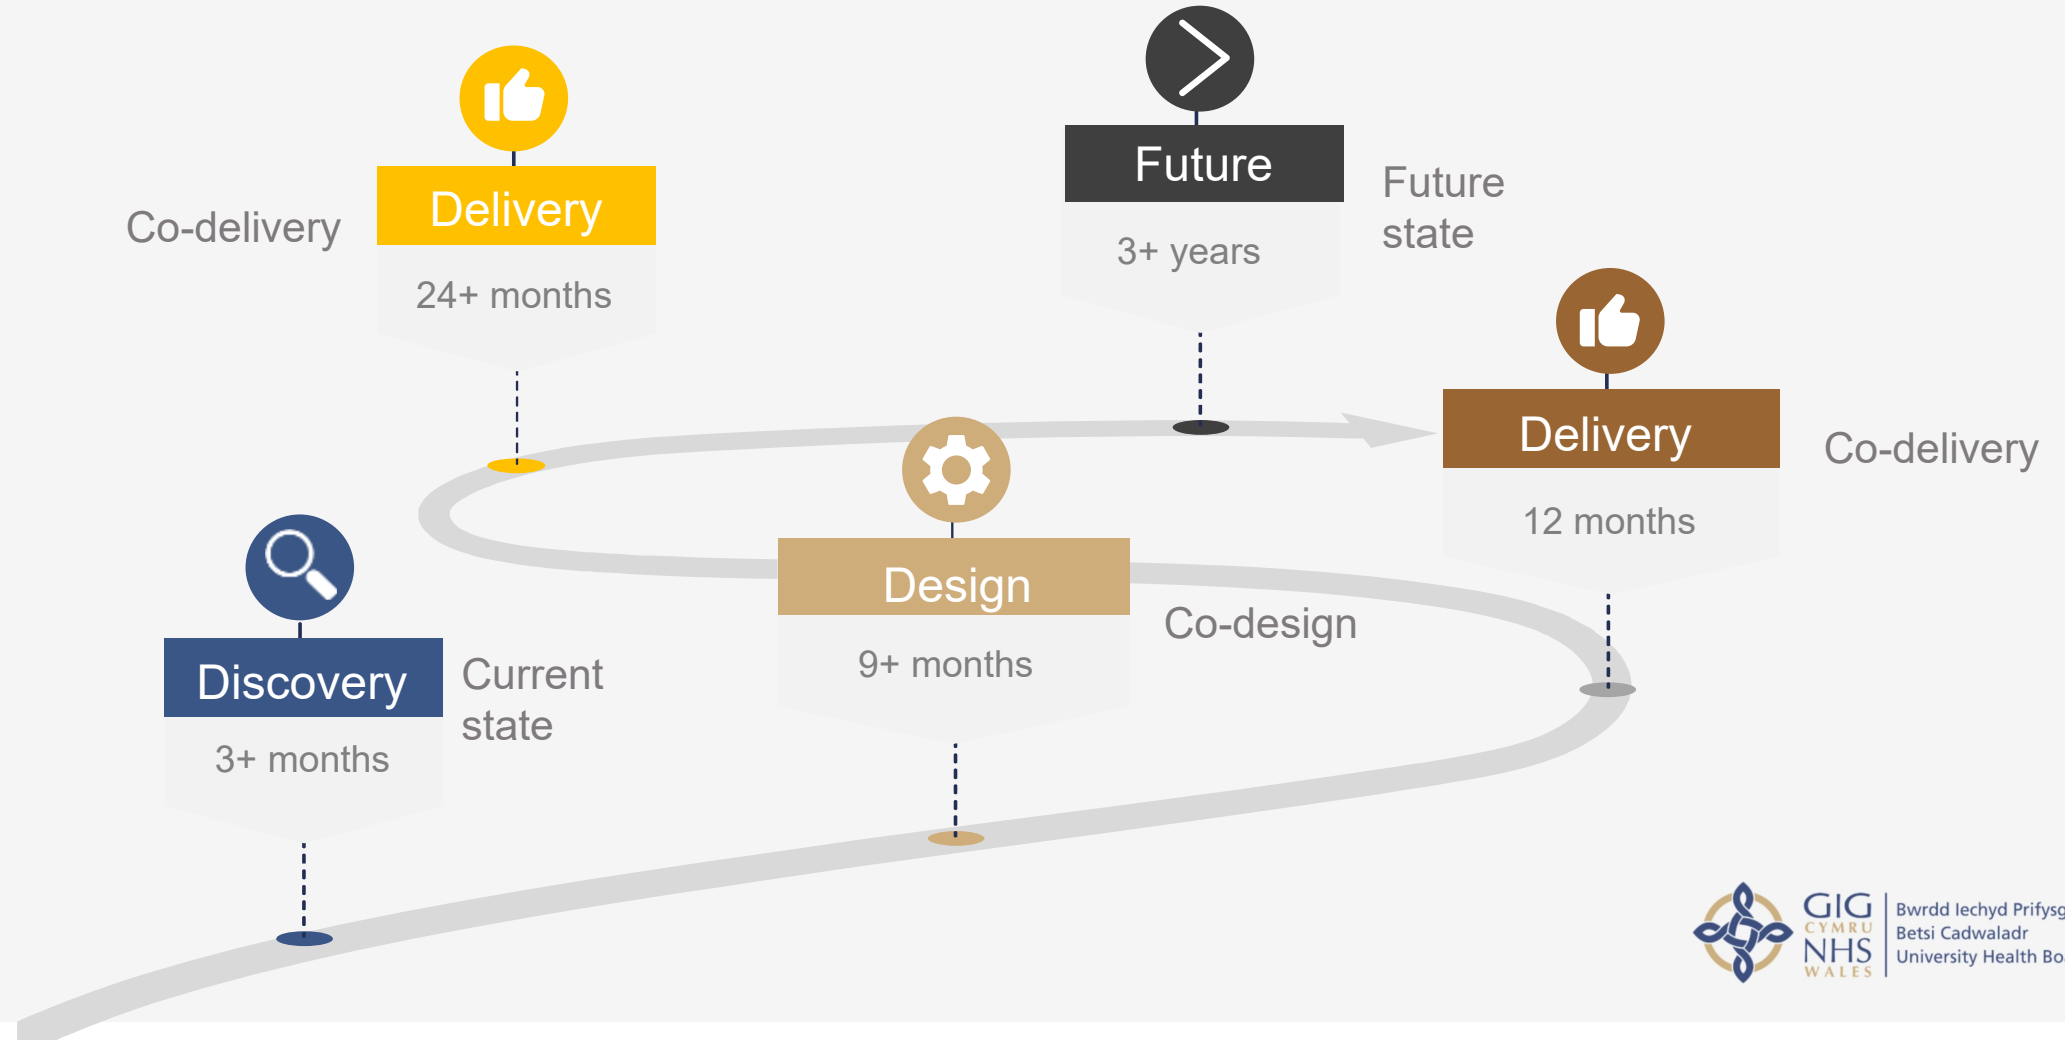 Future
Future
state
3+ years
Delivery
Co-delivery
24+ months
Delivery
Co-delivery
12 months
Design
Co-design
9+ months
Discovery
Current
state
3+ months
GIG
CYMRU
NHS
WALES
Bwrdd Iechyd Prifysg
Betsi Cadwaladr
University Health Bo